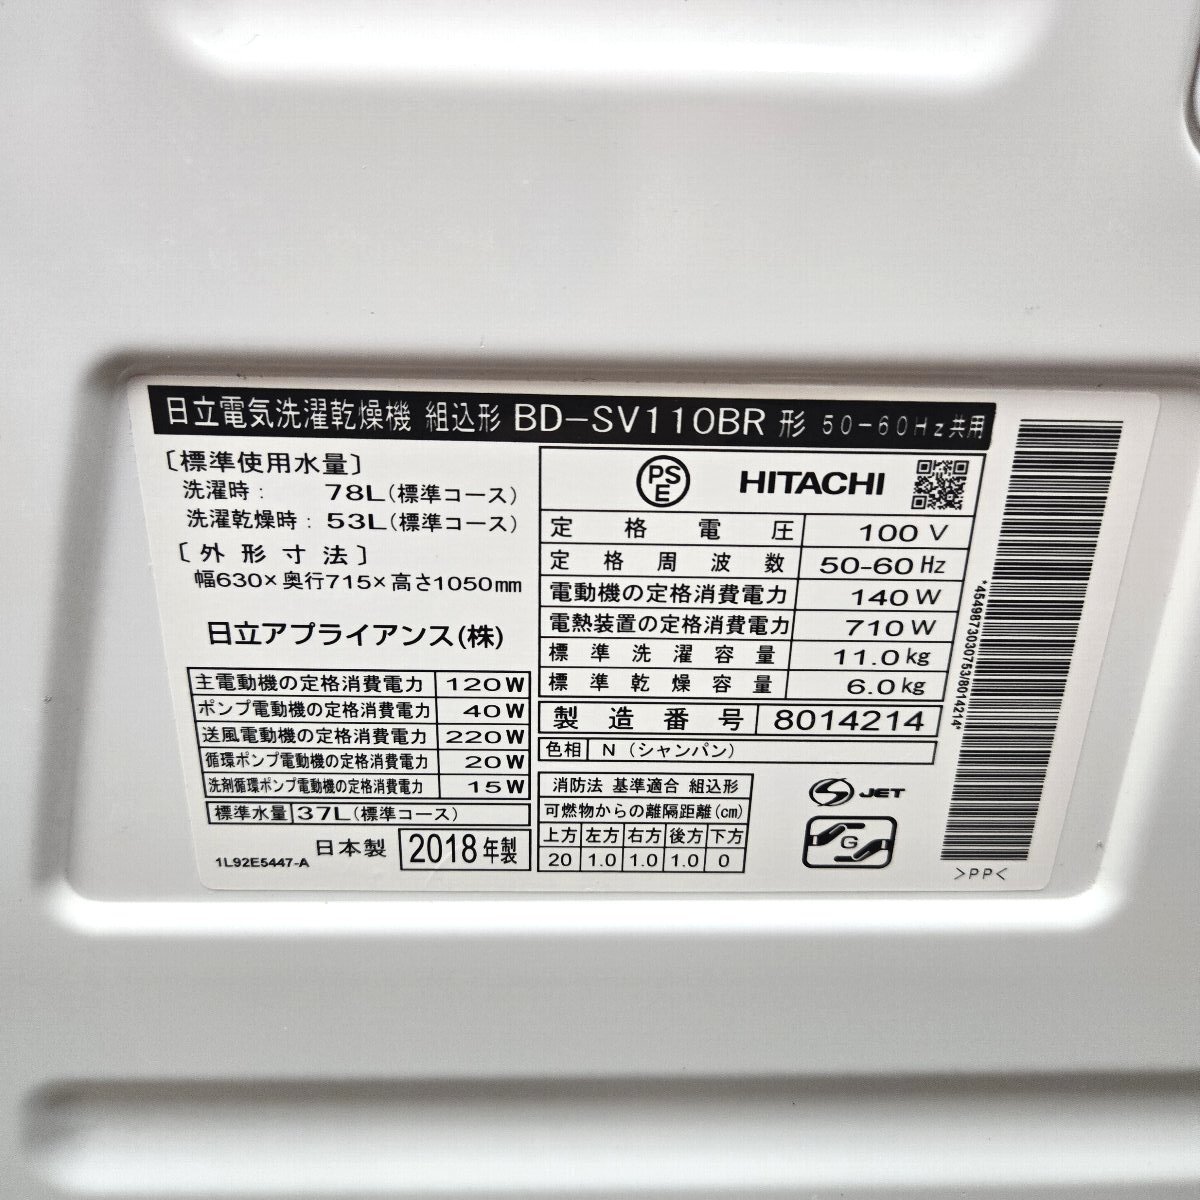 日立電気洗濯乾燥機 組込形 BD-SV110BR 形 50-60Hz共用
〔標準使用水量〕
洗濯時: 78L(標準コース)
洗濯乾燥時: 53L(標準コース)
〔外形寸法〕
幅630×奥行715×高さ1050mm
日立アプライアンス(株)
主電動機の定格消費電力 120W
ポンプ電動機の定格消費電力 40W
送風電動機の定格消費電力 220W
循環ポンプ電動機の定格消費電力 20W
洗剤循環ポンプ電動機の定格消費電力 15W
標準水量 37L(標準コース)
1L92E5447-A 日本製 2018年製
PSE HITACHI
定格電圧 100V
定格周波数 50-60Hz
電動機の定格消費電力 140W
電熱装置の定格消費電力 710W
標準洗濯容量 11.0kg
標準乾燥容量 6.0kg
製造番号 8014214
色相 N(シャンパン)
消防法 基準適合 組込形
可燃物からの離隔距離(cm)
上方 左方 右方 後方 下方
20 1.0 1.0 1.0 0
S JET
G
*4549873030753/8014214*
>PP<